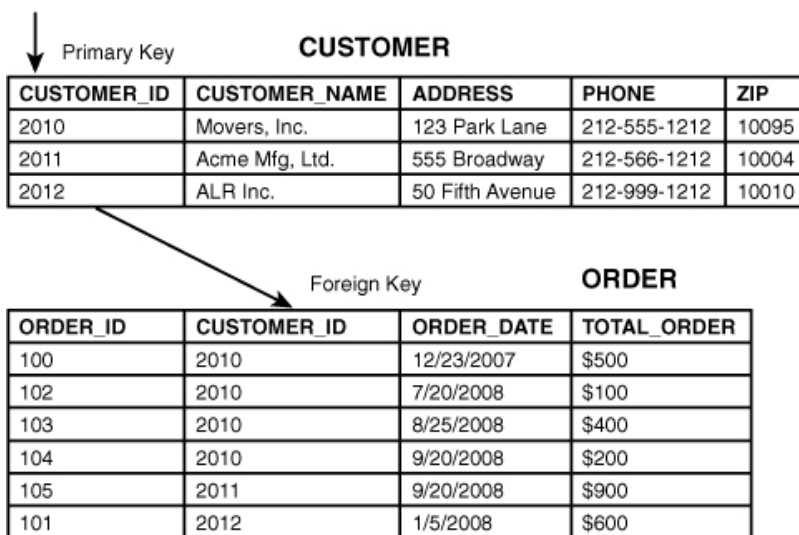 Primary Key
CUSTOMER
CUSTOMER_ID CUSTOMER_NAME ADDRESS PHONE ZIP
2010 Movers, Inc. 123 Park Lane 212-555-1212 10095
2011 Acme Mfg, Ltd. 555 Broadway 212-566-1212 10004
2012 ALR Inc. 50 Fifth Avenue 212-999-1212 10010
Foreign Key
ORDER
ORDER_ID CUSTOMER_ID ORDER_DATE TOTAL_ORDER
100 2010 12/23/2007 $500
102 2010 7/20/2008 $100
103 2010 8/25/2008 $400
104 2010 9/20/2008 $200
105 2011 9/20/2008 $900
101 2012 1/5/2008 $600